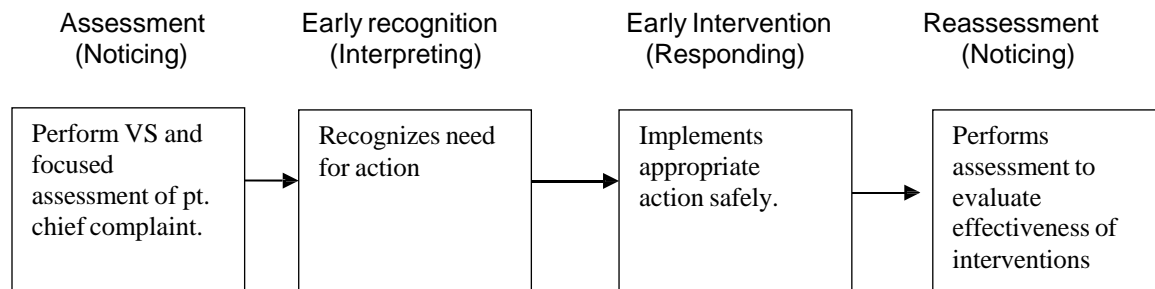 Assessment
(Noticing)
Early recognition
(Interpreting)
Early Intervention
(Responding)
Reassessment
(Noticing)
Perform VS and
focused
assessment of pt.
chief complaint.
Recognizes need
for action
Implements
appropriate
action safely.
Performs
assessment to
evaluate
effectiveness of
interventions